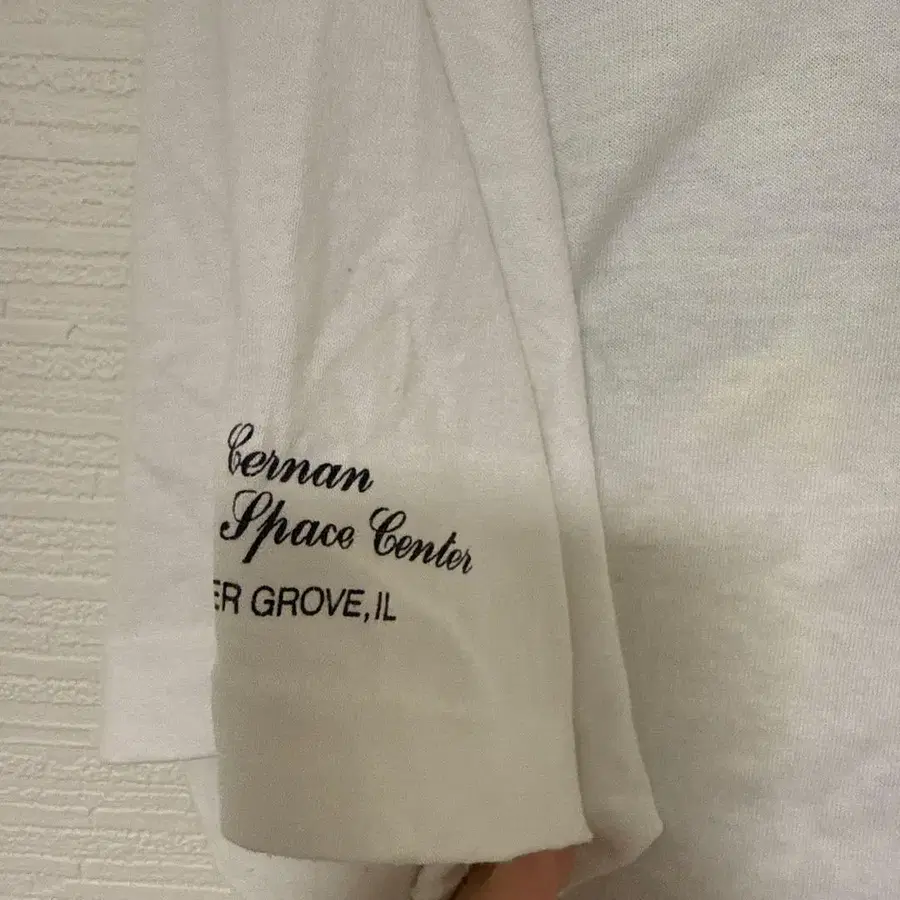 Cernan
Space Center
ER GROVE, IL